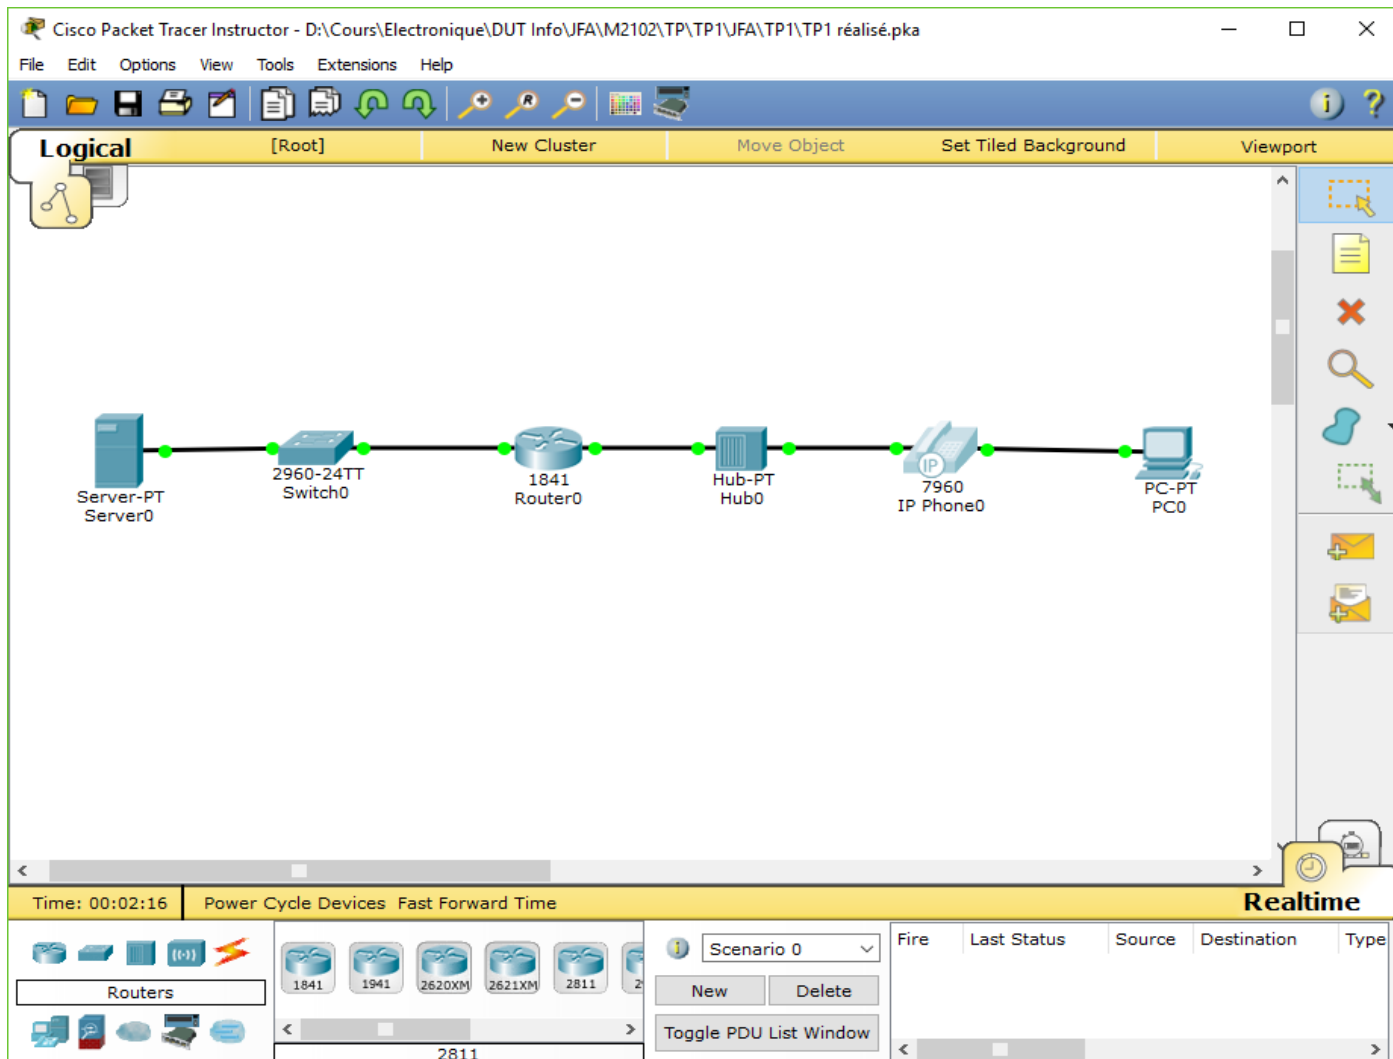 Cisco Packet Tracer Instructor - D:\Cours\Electronique\DUT Info\JFA\M2102\TP\TP1\JFA\TP1\TP1 réalisé.pka
File Edit Options View Tools Extensions Help
Logical [Root] New Cluster Move Object Set Tiled Background Viewport
Server-PT
Server0
2960-24TT
Switch0
1841
Router0
Hub-PT
Hub0
IP
7960
IP Phone0
PC-PT
PC0
Time: 00:02:16 Power Cycle Devices Fast Forward Time Realtime
Routers
1841 1941 2620XM 2621XM 2811
2811
Scenario 0
New Delete
Toggle PDU List Window
Fire Last Status Source Destination Type